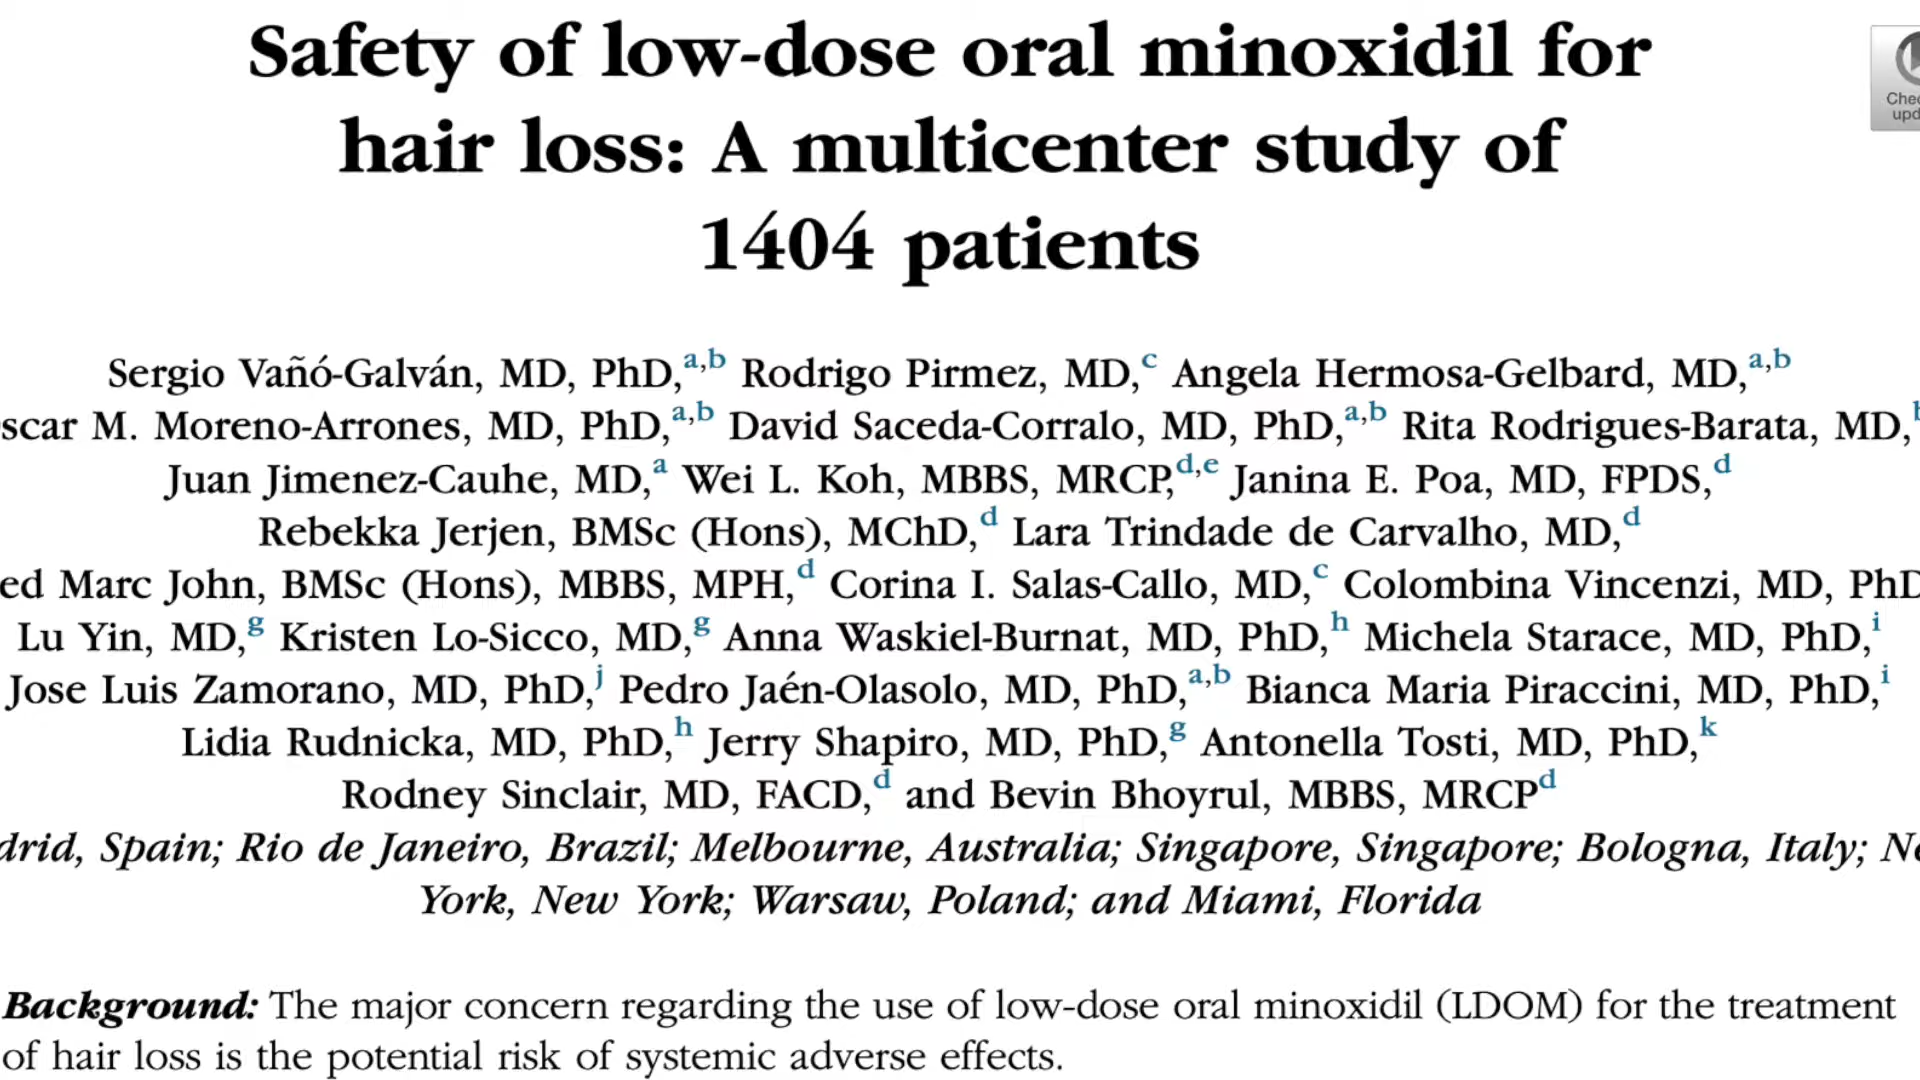 Safety of low-dose oral minoxidil for
hair loss: A multicenter study of
1404 patients
Sergio Vañó-Galván, MD, PhD,a,b Rodrigo Pirmez, MD,c Angela Hermosa-Gelbard, MD,a,b
scar M. Moreno-Arrones, MD, PhD,a,b David Saceda-Corralo, MD, PhD,a,b Rita Rodrigues-Barata, MD,
Juan Jimenez-Cauhe, MD,a Wei L. Koh, MBBS, MRCP,d,e Janina E. Poa, MD, FPDS,d
Rebekka Jerjen, BMSc (Hons), MChD,d Lara Trindade de Carvalho, MD,d
ed Marc John, BMSc (Hons), MBBS, MPH,d Corina I. Salas-Callo, MD,c Colombina Vincenzi, MD, PhD
Lu Yin, MD,g Kristen Lo-Sicco, MD,g Anna Waskiel-Burnat, MD, PhD,h Michela Starace, MD, PhD,i
Jose Luis Zamorano, MD, PhD,j Pedro Jaén-Olasolo, MD, PhD,a,b Bianca Maria Piraccini, MD, PhD,i
Lidia Rudnicka, MD, PhD,h Jerry Shapiro, MD, PhD,g Antonella Tosti, MD, PhD,k
Rodney Sinclair, MD, FACD,d and Bevin Bhoyrul, MBBS, MRCPd
drid, Spain; Rio de Janeiro, Brazil; Melbourne, Australia; Singapore, Singapore; Bologna, Italy; Ne
York, New York; Warsaw, Poland; and Miami, Florida
Background: The major concern regarding the use of low-dose oral minoxidil (LDOM) for the treatment
of hair loss is the potential risk of systemic adverse effects.